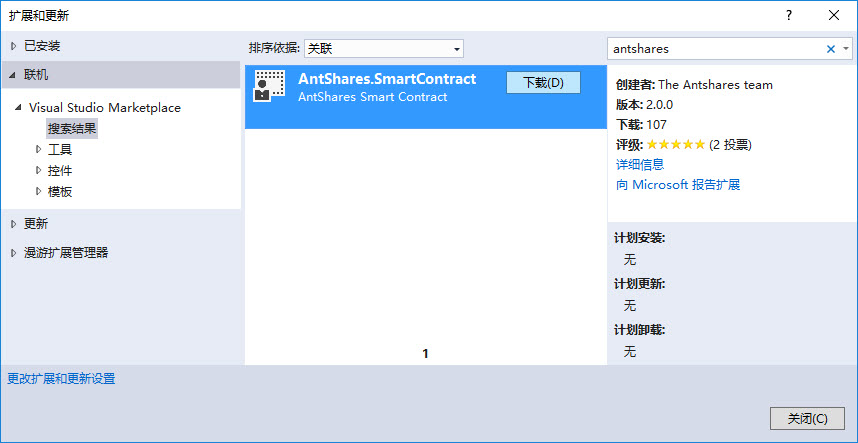 扩展和更新
已安装
联机
Visual Studio Marketplace
搜索结果
工具
控件
模板
更新
漫游扩展管理器
排序依据: 关联
AntShares.SmartContract
AntShares Smart Contract
下载(D)
1
antshares
创建者: The Antshares team
版本: 2.0.0
下载: 107
评级: ★★★★★ (2 投票)
详细信息
向 Microsoft 报告扩展
计划安装:
无
计划更新:
无
计划卸载:
无
更改扩展和更新设置
关闭(C)